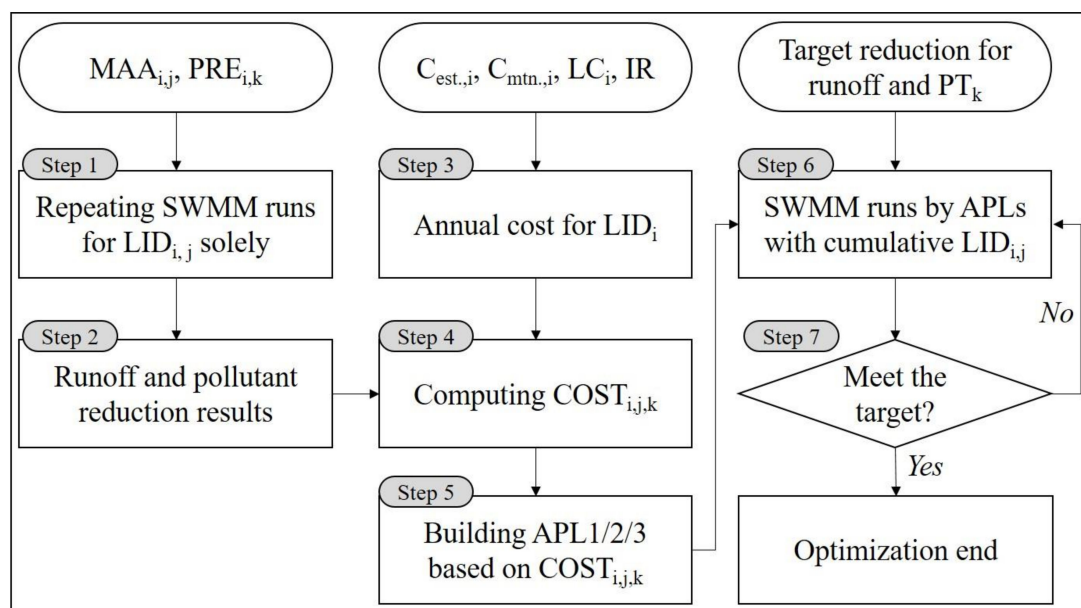 MAAi,j, PREi,k
Step 1
Repeating SWMM runs
for LIDi, j solely
Step 2
Runoff and pollutant
reduction results
Cest.,i, Cmtn.,i, LCi, IR
Step 3
Annual cost for LIDi
Step 4
Computing COSTi,j,k
Step 5
Building APL1/2/3
based on COSTi,j,k
Target reduction for
runoff and PTk
Step 6
SWMM runs by APLs
with cumulative LIDi,j
No
Step 7
Meet the
target?
Yes
Optimization end